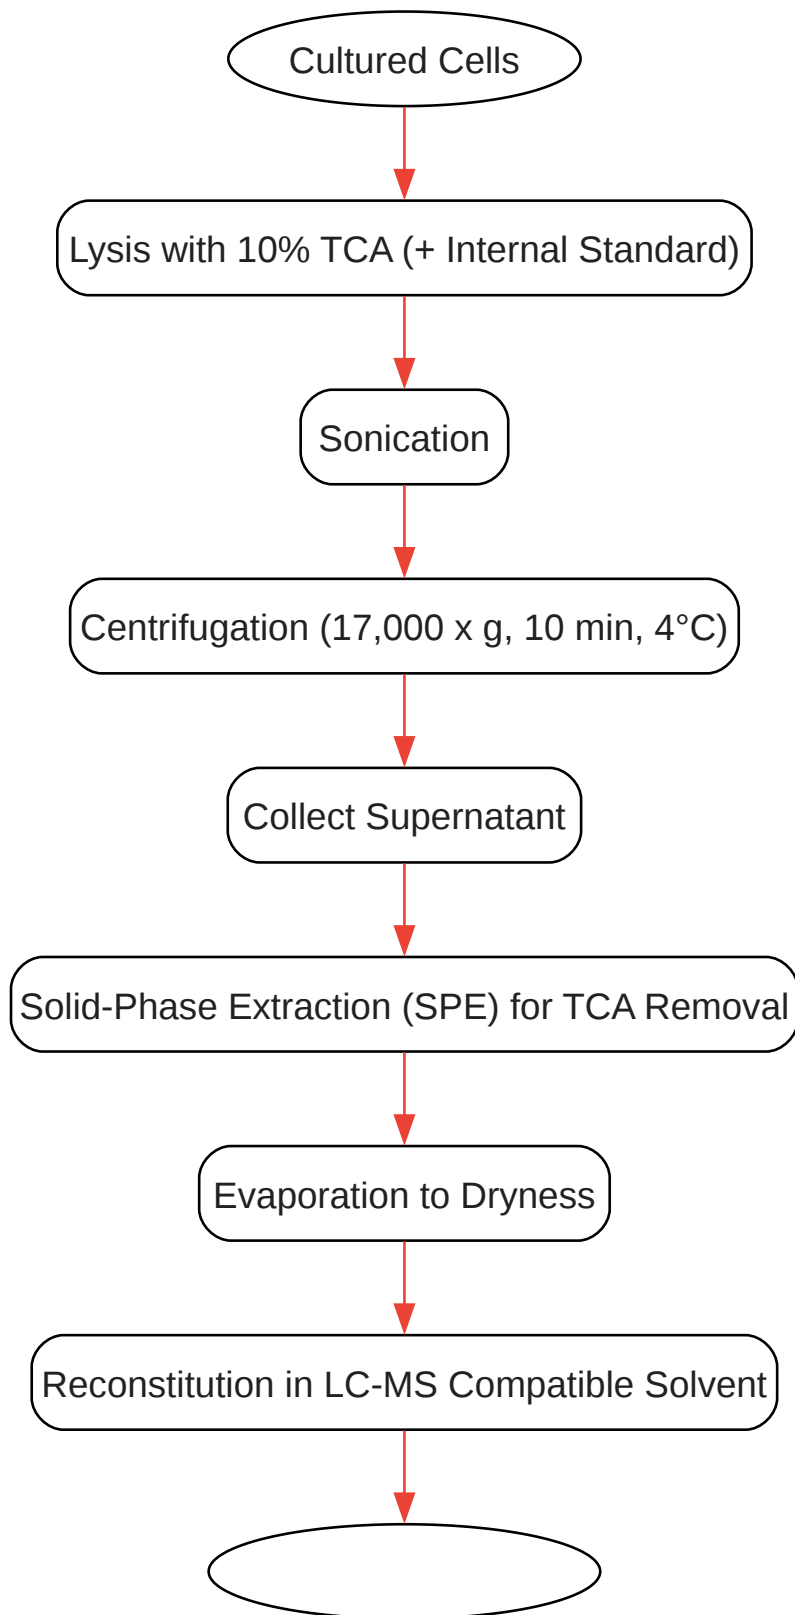 Cultured Cells
Lysis with 10% TCA (+ Internal Standard)
Sonication
Centrifugation (17,000 x g, 10 min, 4°C)
Collect Supernatant
Solid-Phase Extraction (SPE) for TCA Removal
Evaporation to Dryness
Reconstitution in LC-MS Compatible Solvent